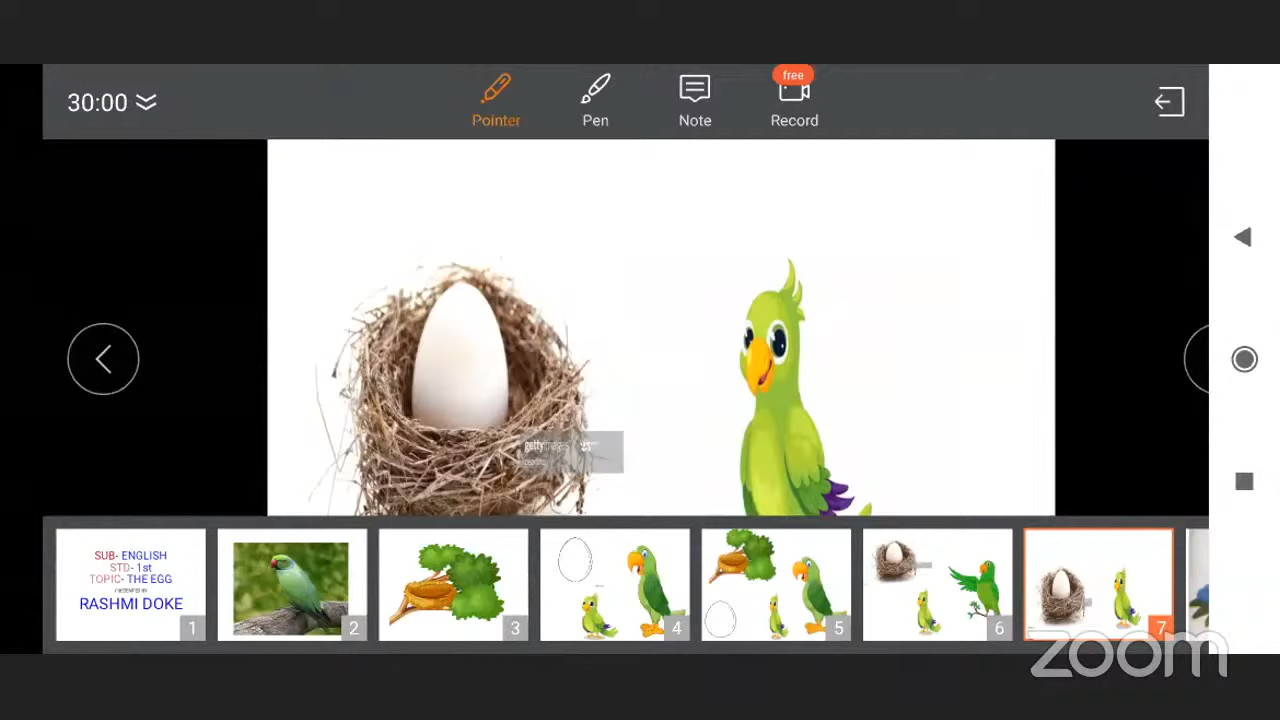 30:00
Pointer
Pen
Note
free
Record
gettyimages
SUB- ENGLISH
STD- 1st
TOPIC- THE EGG
RASHMI DOKE
1
2
3
4
5
6
7
zoom